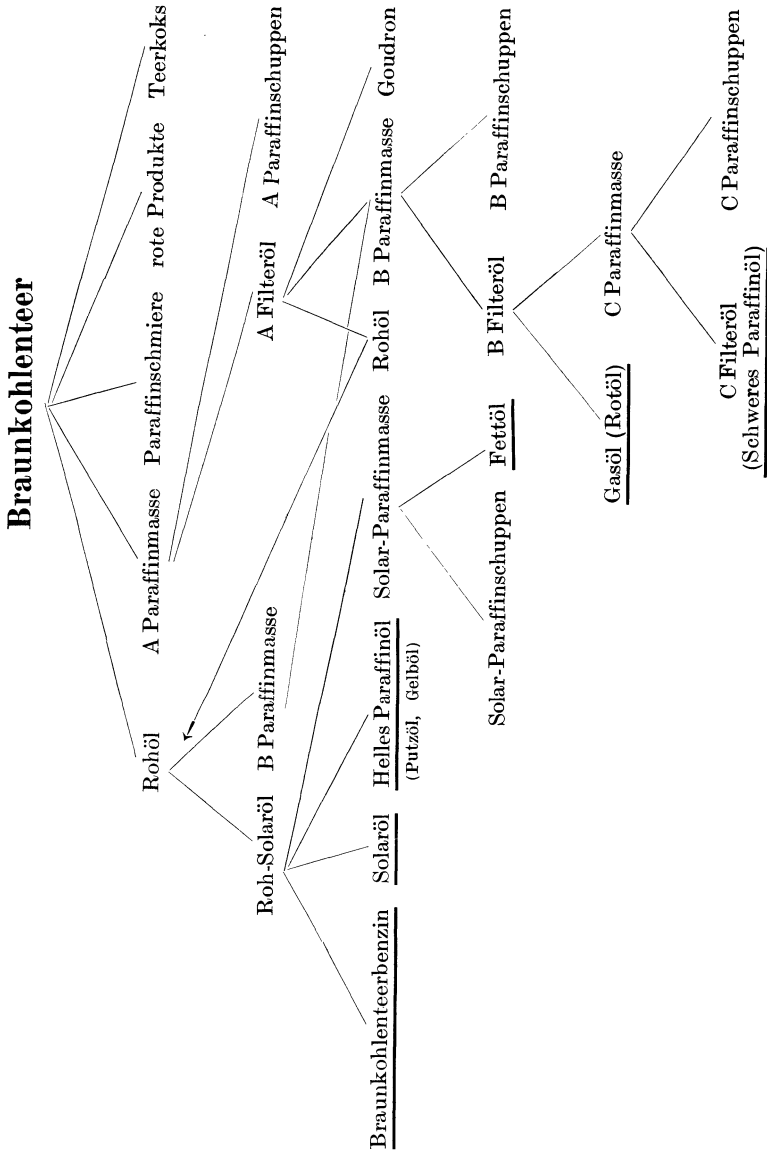 Braunkohlenteer
Rohöl A Paraffinmasse Paraffinschmiere rote Produkte Teerkoks
Roh-Solaröl B Paraffinmasse A Filteröl A Paraffinschuppen
Braunkohlenteerbenzin Solaröl Helles Paraffinöl Solar-Paraffinmasse Rohöl B Paraffinmasse Goudron
(Putzöl, Gelböl)
Solar-Paraffinschuppen Fettöl B Filteröl B Paraffinschuppen
Gasöl (Rotöl) C Paraffinmasse
C Filteröl C Paraffinschuppen
(Schweres Paraffinöl)